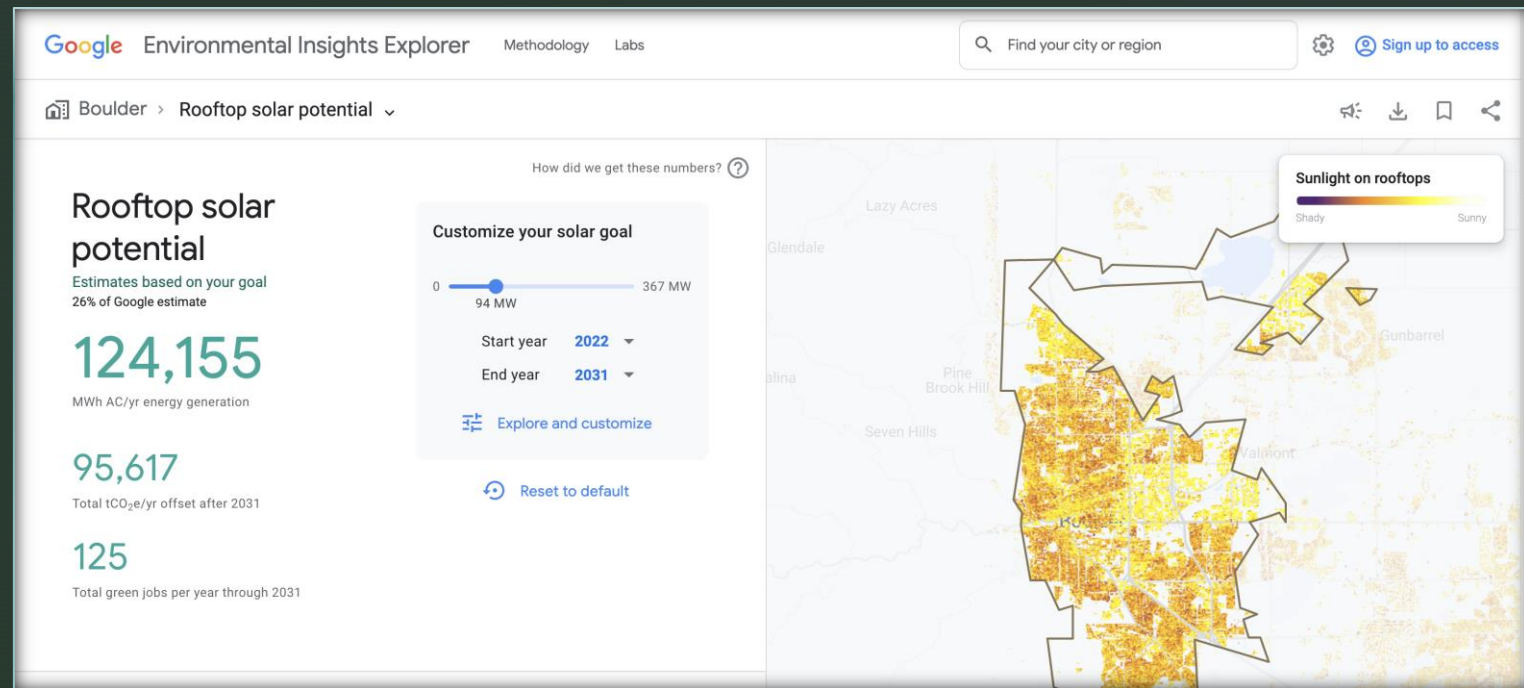 Google Environmental Insights Explorer Methodology Labs Find your city or region Sign up to access
Boulder > Rooftop solar potential
How did we get these numbers?
Rooftop solar
potential
Estimates based on your goal
26% of Google estimate
124,155
MWh AC/yr energy generation
95,617
Total tCO₂e/yr offset after 2031
125
Total green jobs per year through 2031
Customize your solar goal
0 367 MW
94 MW
Start year 2022
End year 2031
Explore and customize
Reset to default
Sunlight on rooftops
Shady Sunny
Lazy Acres
Glendale
Gunbarrel
Pine
Brook Hill
Seven Hills
Valmont